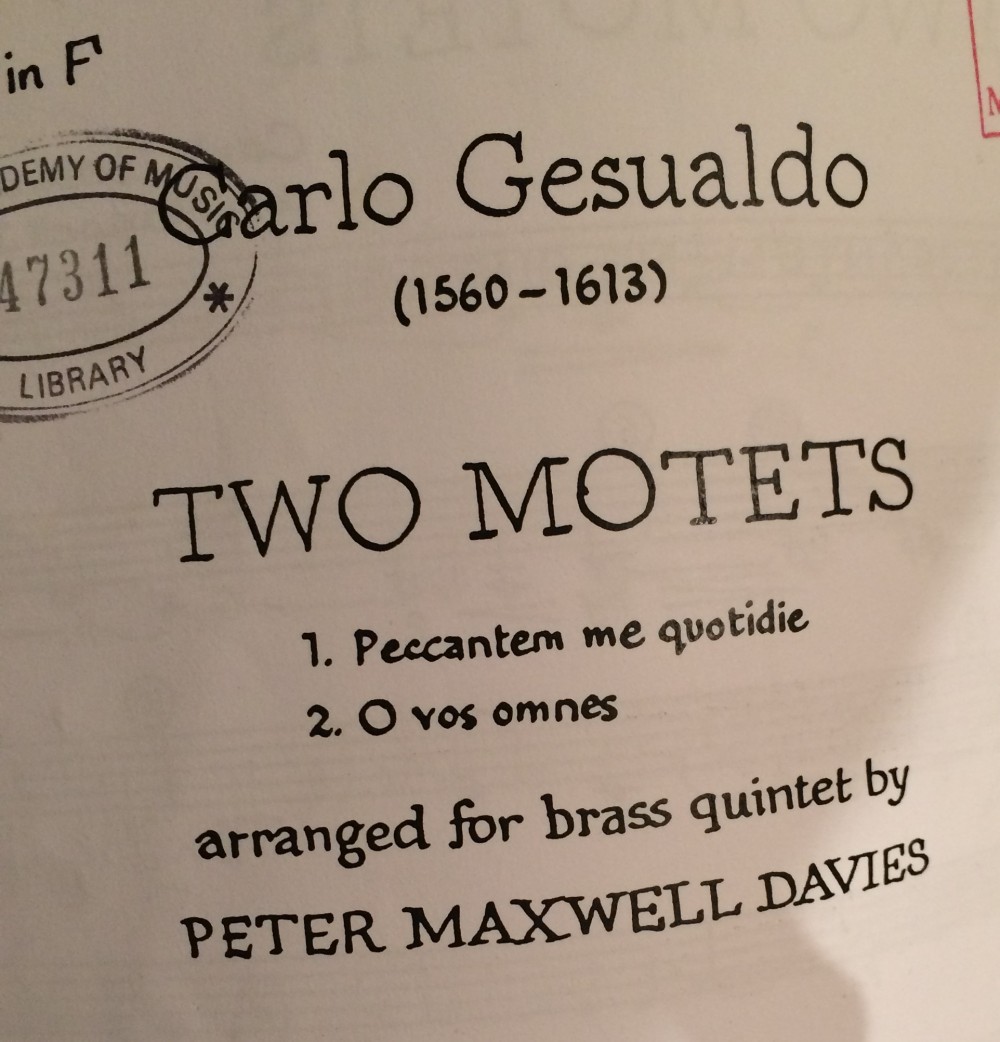 in F
DEMY OF MUSIC
Carlo Gesualdo
47311
(1560–1613)
*
LIBRARY
TWO MOTETS
1. Peccantem me quotidie
2. O vos omnes
arranged for brass quintet by
PETER MAXWELL DAVIES